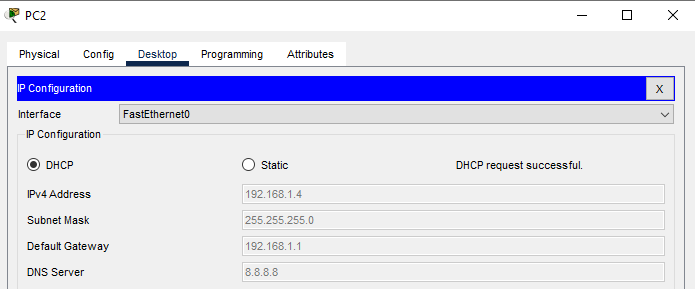 PC2
Physical Config Desktop Programming Attributes
IP Configuration X
Interface FastEthernet0
IP Configuration
DHCP Static DHCP request successful.
IPv4 Address 192.168.1.4
Subnet Mask 255.255.255.0
Default Gateway 192.168.1.1
DNS Server 8.8.8.8